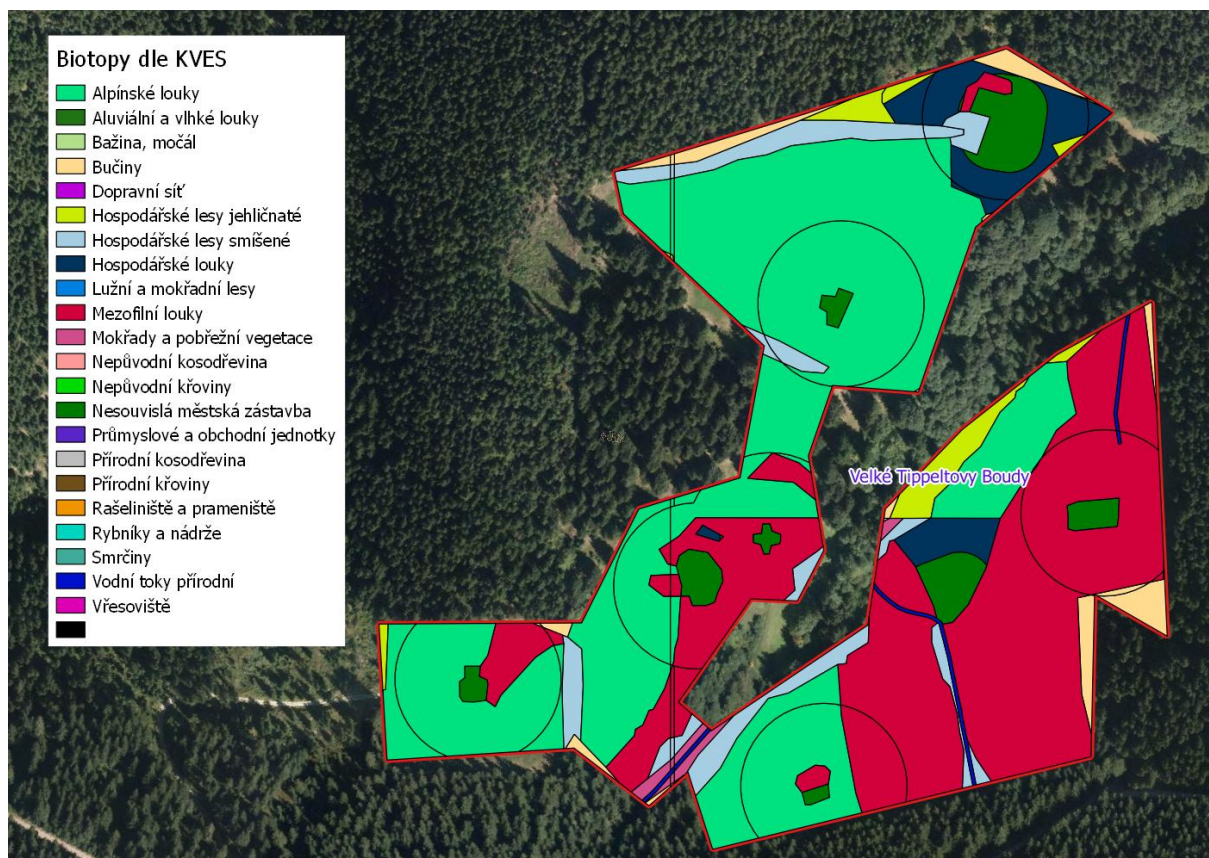 Biotopy dle KVES
Alpínské louky
Aluviální a vlhké louky
Bažina, močál
Bučiny
Dopravní síť
Hospodářské lesy jehličnaté
Hospodářské lesy smíšené
Hospodářské louky
Lužní a mokřadní lesy
Mezofilní louky
Mokřady a pobřežní vegetace
Nepůvodní kosodřevina
Nepůvodní křoviny
Nesouvislá městská zástavba
Průmyslové a obchodní jednotky
Přírodní kosodřevina
Přírodní křoviny
Rašeliniště a prameniště
Rybníky a nádrže
Smrčiny
Vodní toky přírodní
Vřesoviště
Velké Tippeltovy Boudy